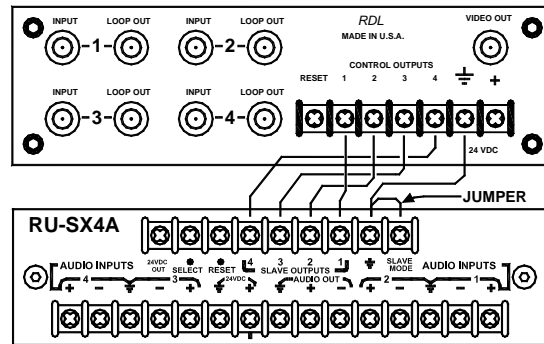 INPUT LOOP OUT INPUT LOOP OUT RDL VIDEO OUT
1 2 MADE IN U.S.A.
CONTROL OUTPUTS
INPUT LOOP OUT INPUT LOOP OUT RESET 1 2 3 4 +
3 4
24 VDC
JUMPER
RU-SX4A
AUDIO INPUTS 24VDC OUT SELECT RESET 4 3 2 1 SLAVE MODE AUDIO INPUTS
SLAVE OUTPUTS
4 3 24VDC AUDIO OUT 2 1
+ − − + + + + − − +